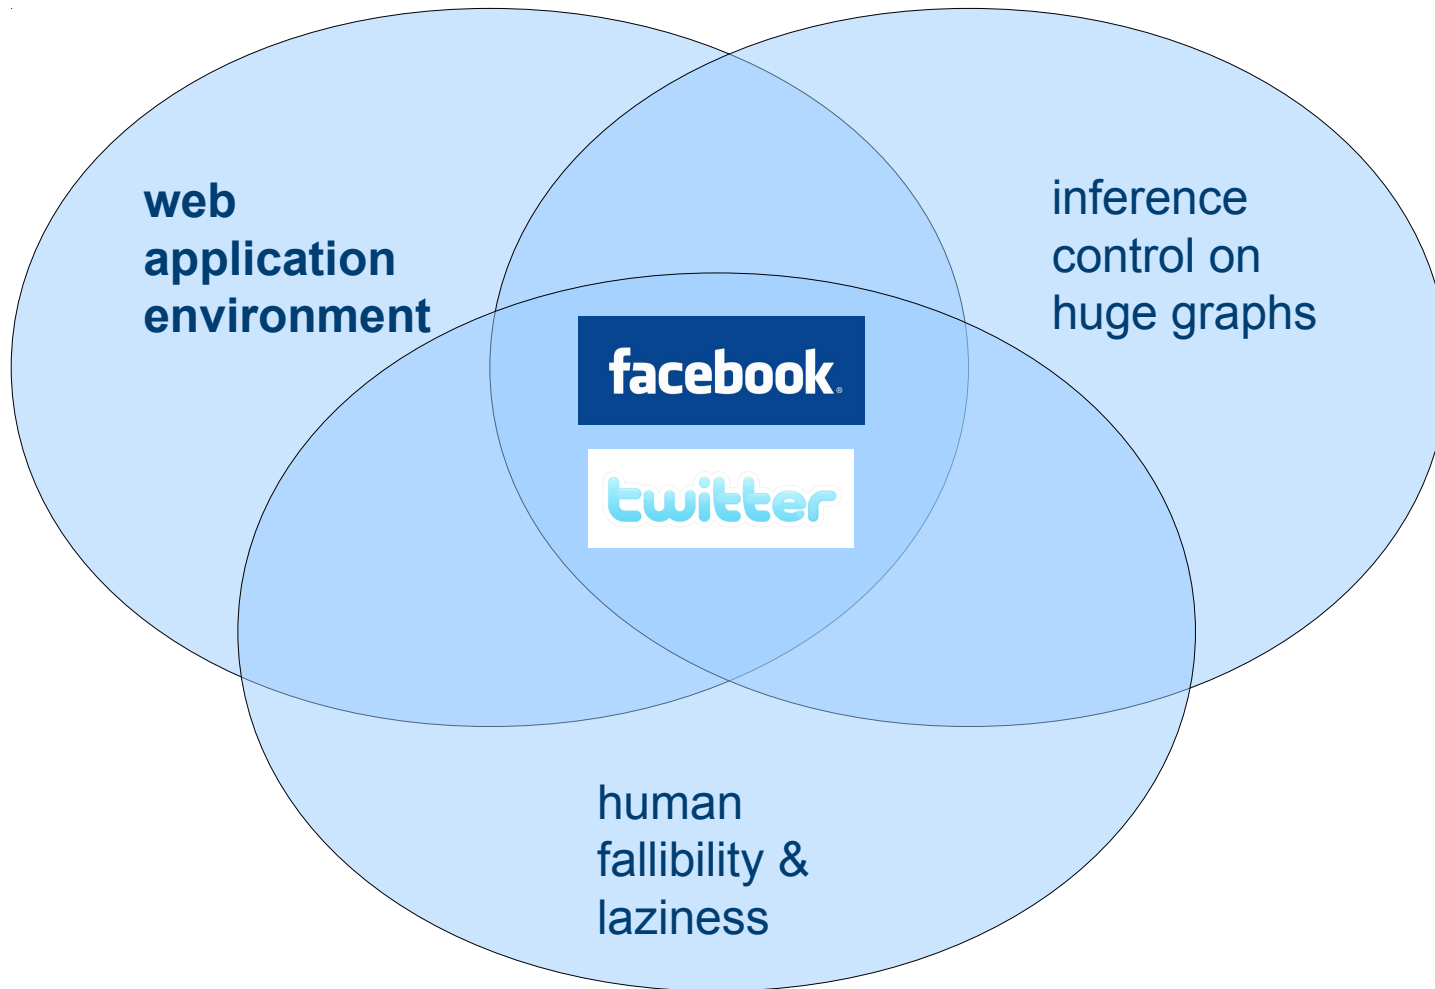 web
application
environment
inference
control on
huge graphs
facebook®
twitter
human
fallibility &
laziness